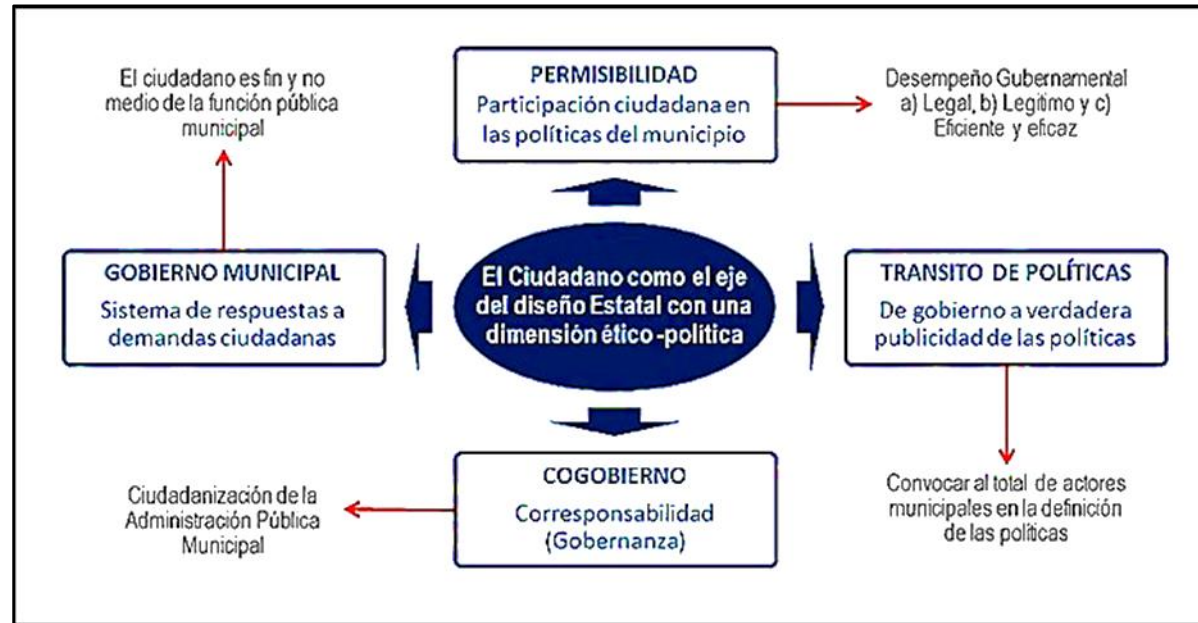 El ciudadano es fin y no
medio de la función pública
municipal
PERMISIBILIDAD
Participación ciudadana en
las políticas del municipio
Desempeño Gubernamental
a) Legal, b) Legitimo y c)
Eficiente y eficaz
GOBIERNO MUNICIPAL
Sistema de respuestas a
demandas ciudadanas
El Ciudadano como el eje
del diseño Estatal con una
dimensión ético -política
TRANSITO DE POLÍTICAS
De gobierno a verdadera
publicidad de las políticas
Ciudadanización de la
Administración Pública
Municipal
COGOBIERNO
Corresponsabilidad
(Gobernanza)
Convocar al total de actores
municipales en la definición
de las políticas